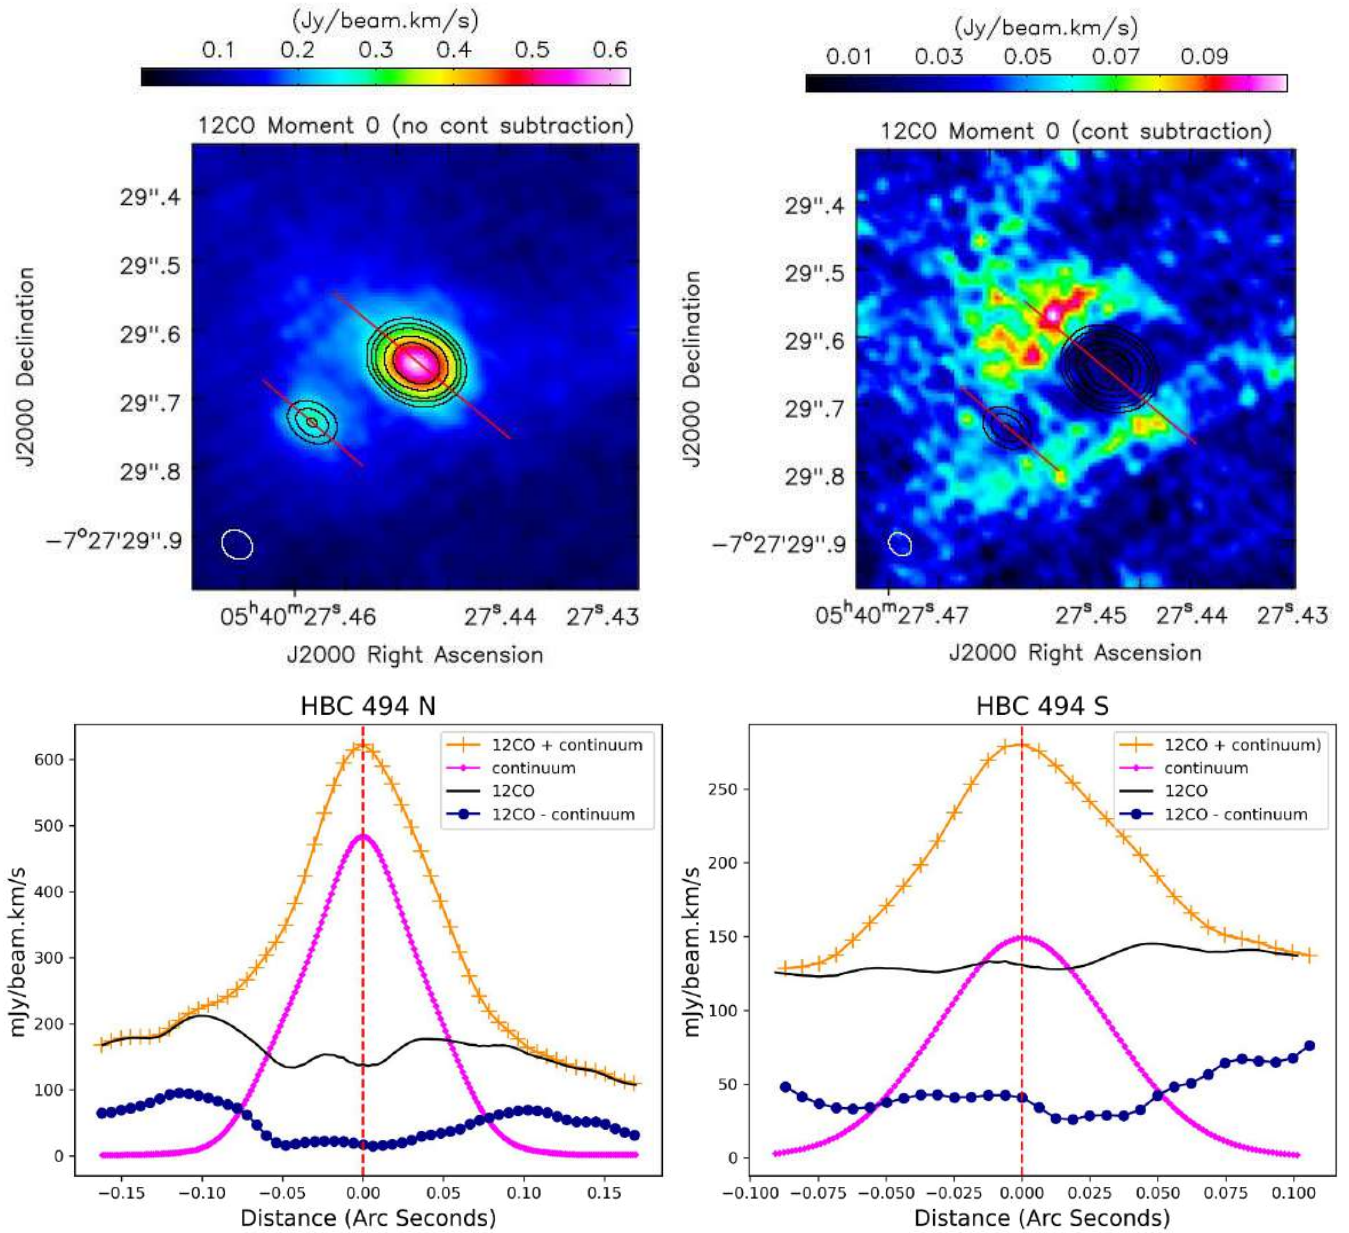 (Jy/beam.km/s)
0.1 0.2 0.3 0.4 0.5 0.6
12CO Moment 0 (no cont subtraction)
J2000 Declination
29".4
29".5
29".6
29".7
29".8
−7°27'29".9
05ʰ40ᵐ27ˢ.46 27ˢ.44 27ˢ.43
J2000 Right Ascension
(Jy/beam.km/s)
0.01 0.03 0.05 0.07 0.09
12CO Moment 0 (cont subtraction)
J2000 Declination
29".4
29".5
29".6
29".7
29".8
−7°27'29".9
05ʰ40ᵐ27ˢ.47 27ˢ.45 27ˢ.44 27ˢ.43
J2000 Right Ascension
HBC 494 N
12CO + continuum
continuum
12CO
12CO - continuum
mJy/beam.km/s
600
500
400
300
200
100
0
−0.15 −0.10 −0.05 0.00 0.05 0.10 0.15
Distance (Arc Seconds)
HBC 494 S
12CO + continuum)
continuum
12CO
12CO - continuum
mJy/beam.km/s
250
200
150
100
50
0
−0.100 −0.075 −0.050 −0.025 0.000 0.025 0.050 0.075 0.100
Distance (Arc Seconds)